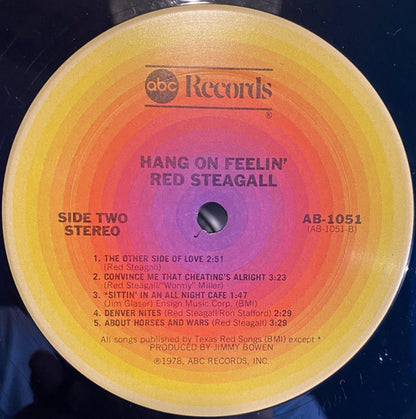 abc Records
®
HANG ON FEELIN'
RED STEAGALL
SIDE TWO
STEREO
AB-1051
(AB-1051-B)
1. THE OTHER SIDE OF LOVE 2:51
(Red Steagall)
2. CONVINCE ME THAT CHEATING'S ALRIGHT 3:23
(Red Steagall/"Wormy" Miller)
3. *SITTIN' IN AN ALL NIGHT CAFE 1:47
(Jim Glaser) Ensign Music Corp. (BMI)
4. DENVER NITES (Red Steagall/Ron Stafford) 2:29
5. ABOUT HORSES AND WARS (Red Steagall) 3:29
All songs published by Texas Red Songs (BMI) except *
PRODUCED BY JIMMY BOWEN
℗1978, ABC RECORDS, INC.